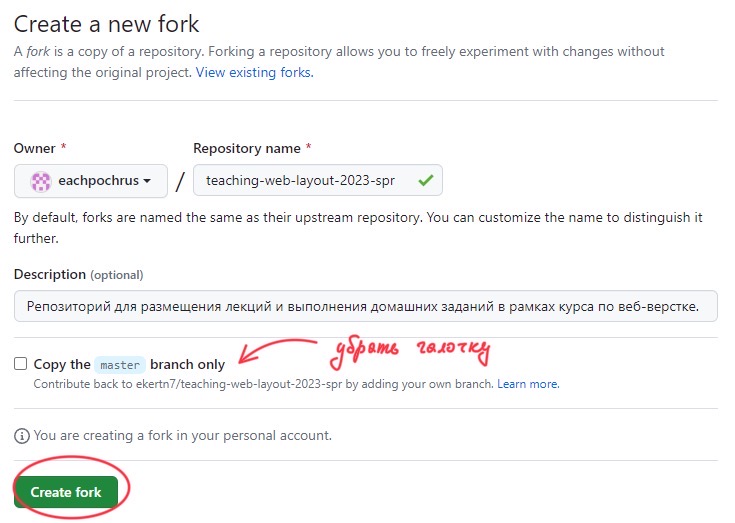 Create a new fork
A fork is a copy of a repository. Forking a repository allows you to freely experiment with changes without
affecting the original project. View existing forks.
Owner *
Repository name *
eachpochrus / teaching-web-layout-2023-spr
By default, forks are named the same as their upstream repository. You can customize the name to distinguish it
further.
Description (optional)
Репозиторий для размещения лекций и выполнения домашних заданий в рамках курса по веб-верстке.
убрать галочку
Copy the master branch only
Contribute back to ekertn7/teaching-web-layout-2023-spr by adding your own branch. Learn more.
You are creating a fork in your personal account.
Create fork